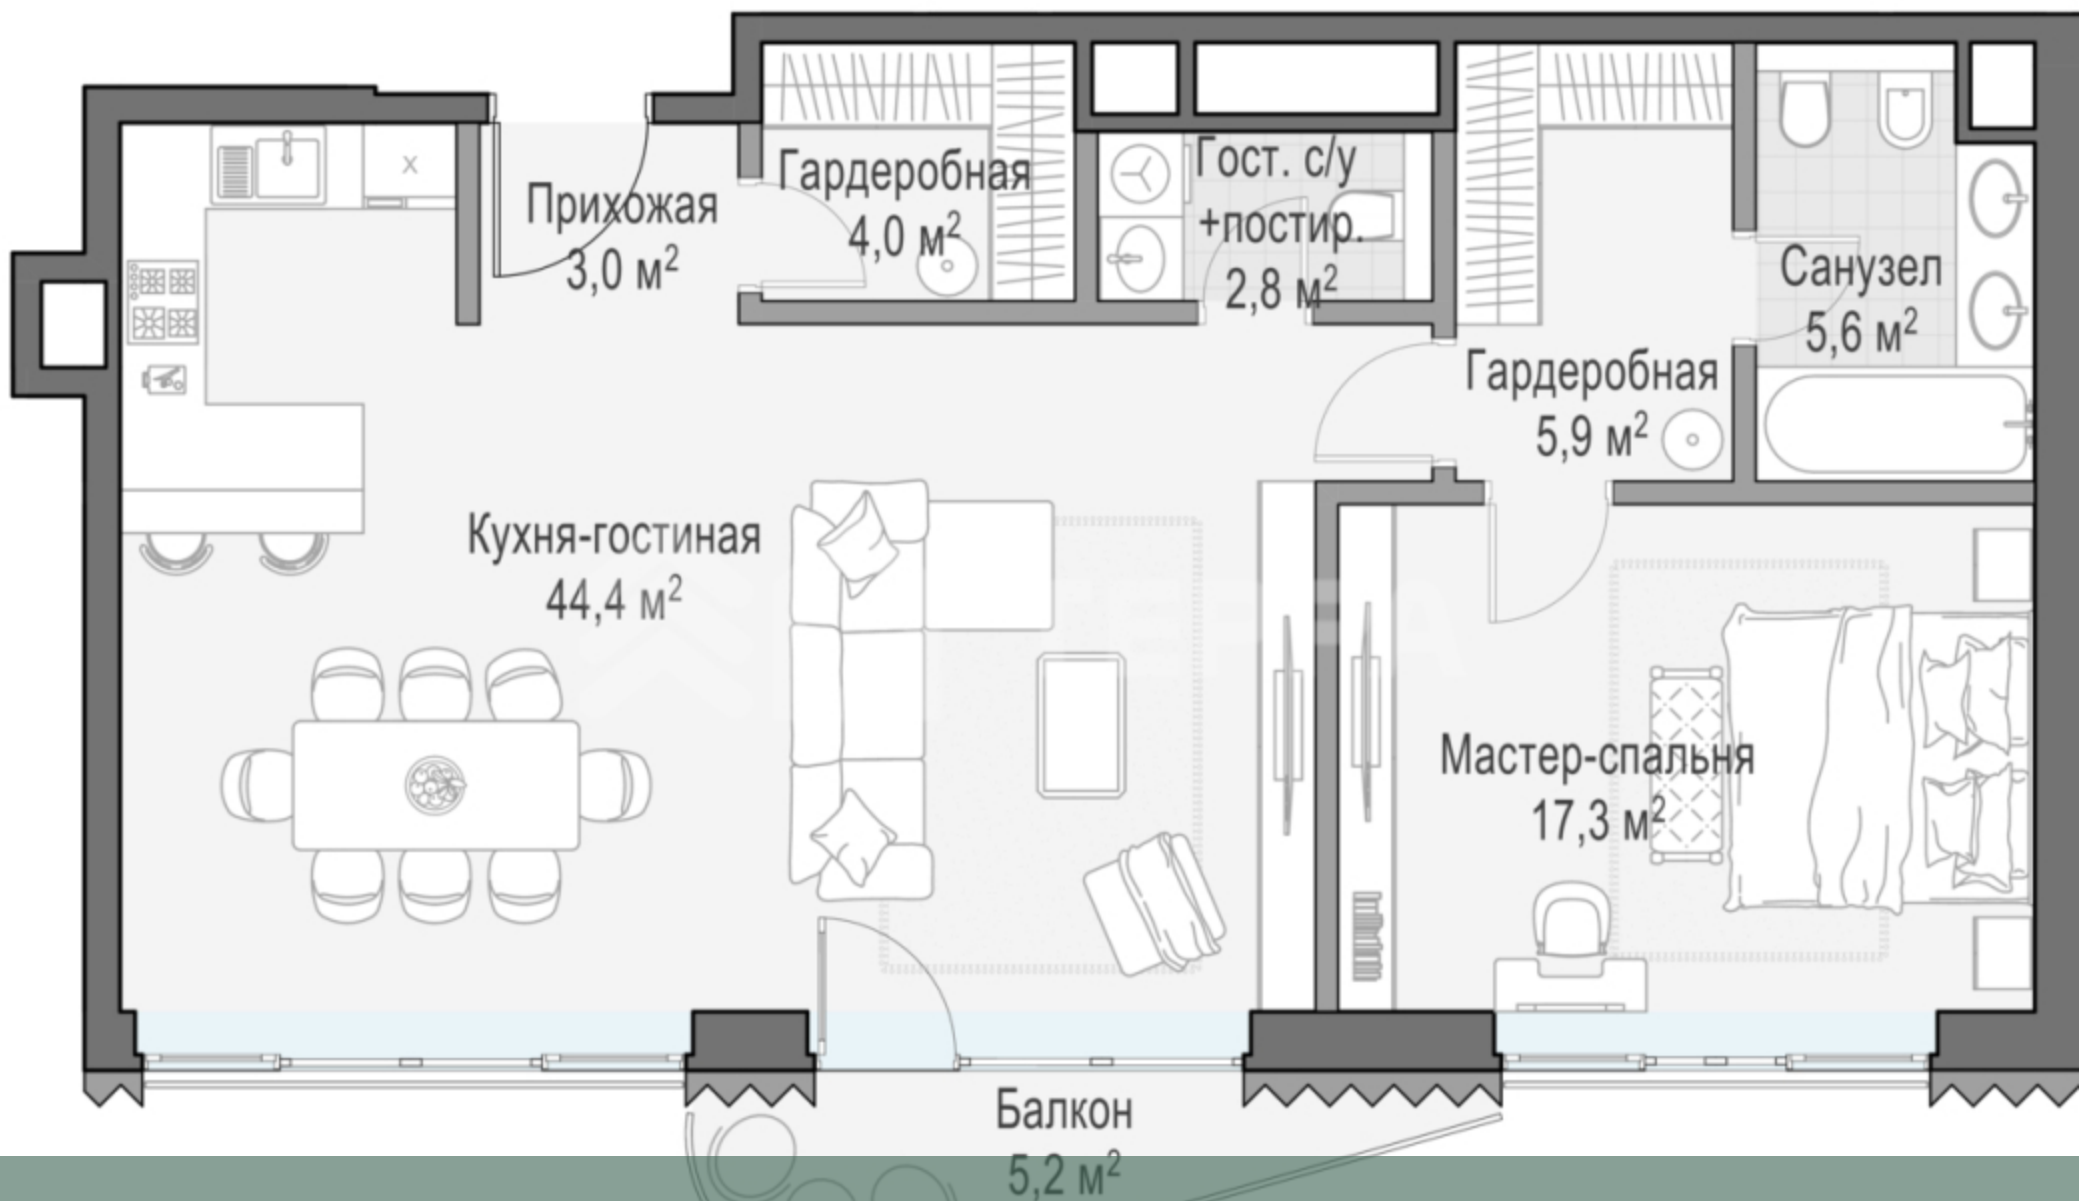 Прихожая
3,0 м²
Гардеробная
4,0 м²
Гост. с/у
+постир.
2,8 м²
Санузел
5,6 м²
Гардеробная
5,9 м²
Кухня-гостиная
44,4 м²
Мастер-спальня
17,3 м²
Балкон
5,2 м²